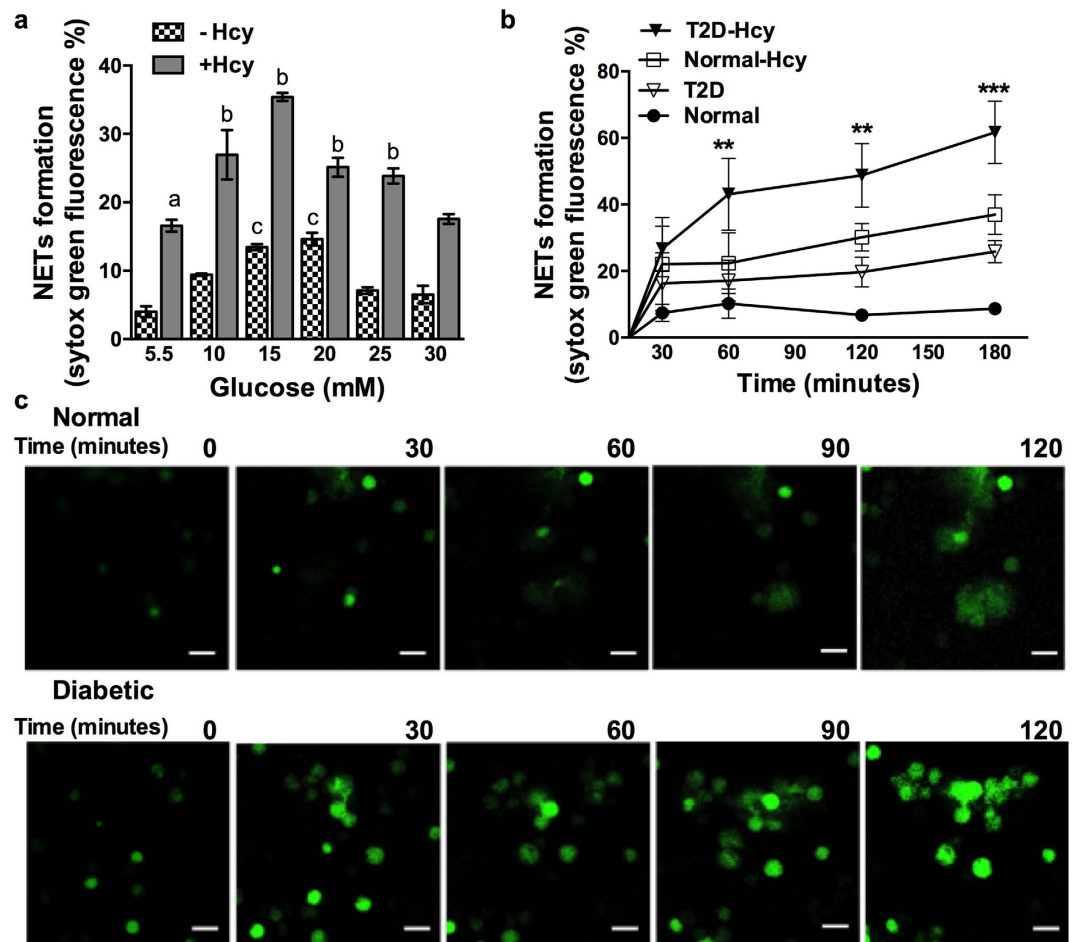 a
- Hcy
+Hcy
NETs formation
(sytox green fluorescence %)
40
30
20
10
0
a
b
c
b
c
b
b
5.5 10 15 20 25 30
Glucose (mM)
b
T2D-Hcy
Normal-Hcy
T2D
Normal
NETs formation
(sytox green fluorescence %)
80
60
40
20
0
**
**
***
30 60 90 120 150 180
Time (minutes)
c
Normal
Time (minutes) 0 30 60 90 120
Diabetic
Time (minutes) 0 30 60 90 120